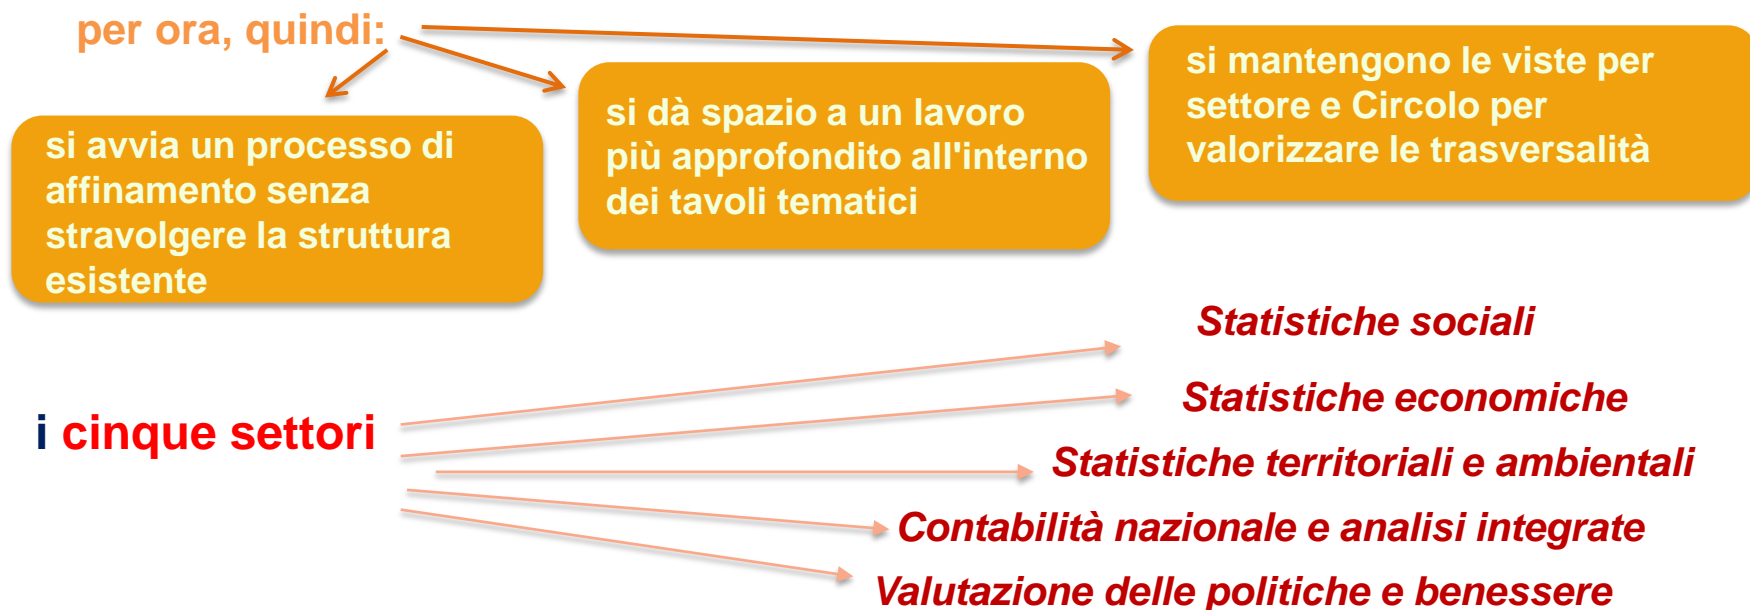 per ora, quindi:
si avvia un processo di
affinamento senza
stravolgere la struttura
esistente
si dà spazio a un lavoro
più approfondito all'interno
dei tavoli tematici
si mantengono le viste per
settore e Circolo per
valorizzare le trasversalità
i cinque settori
Statistiche sociali
Statistiche economiche
Statistiche territoriali e ambientali
Contabilità nazionale e analisi integrate
Valutazione delle politiche e benessere